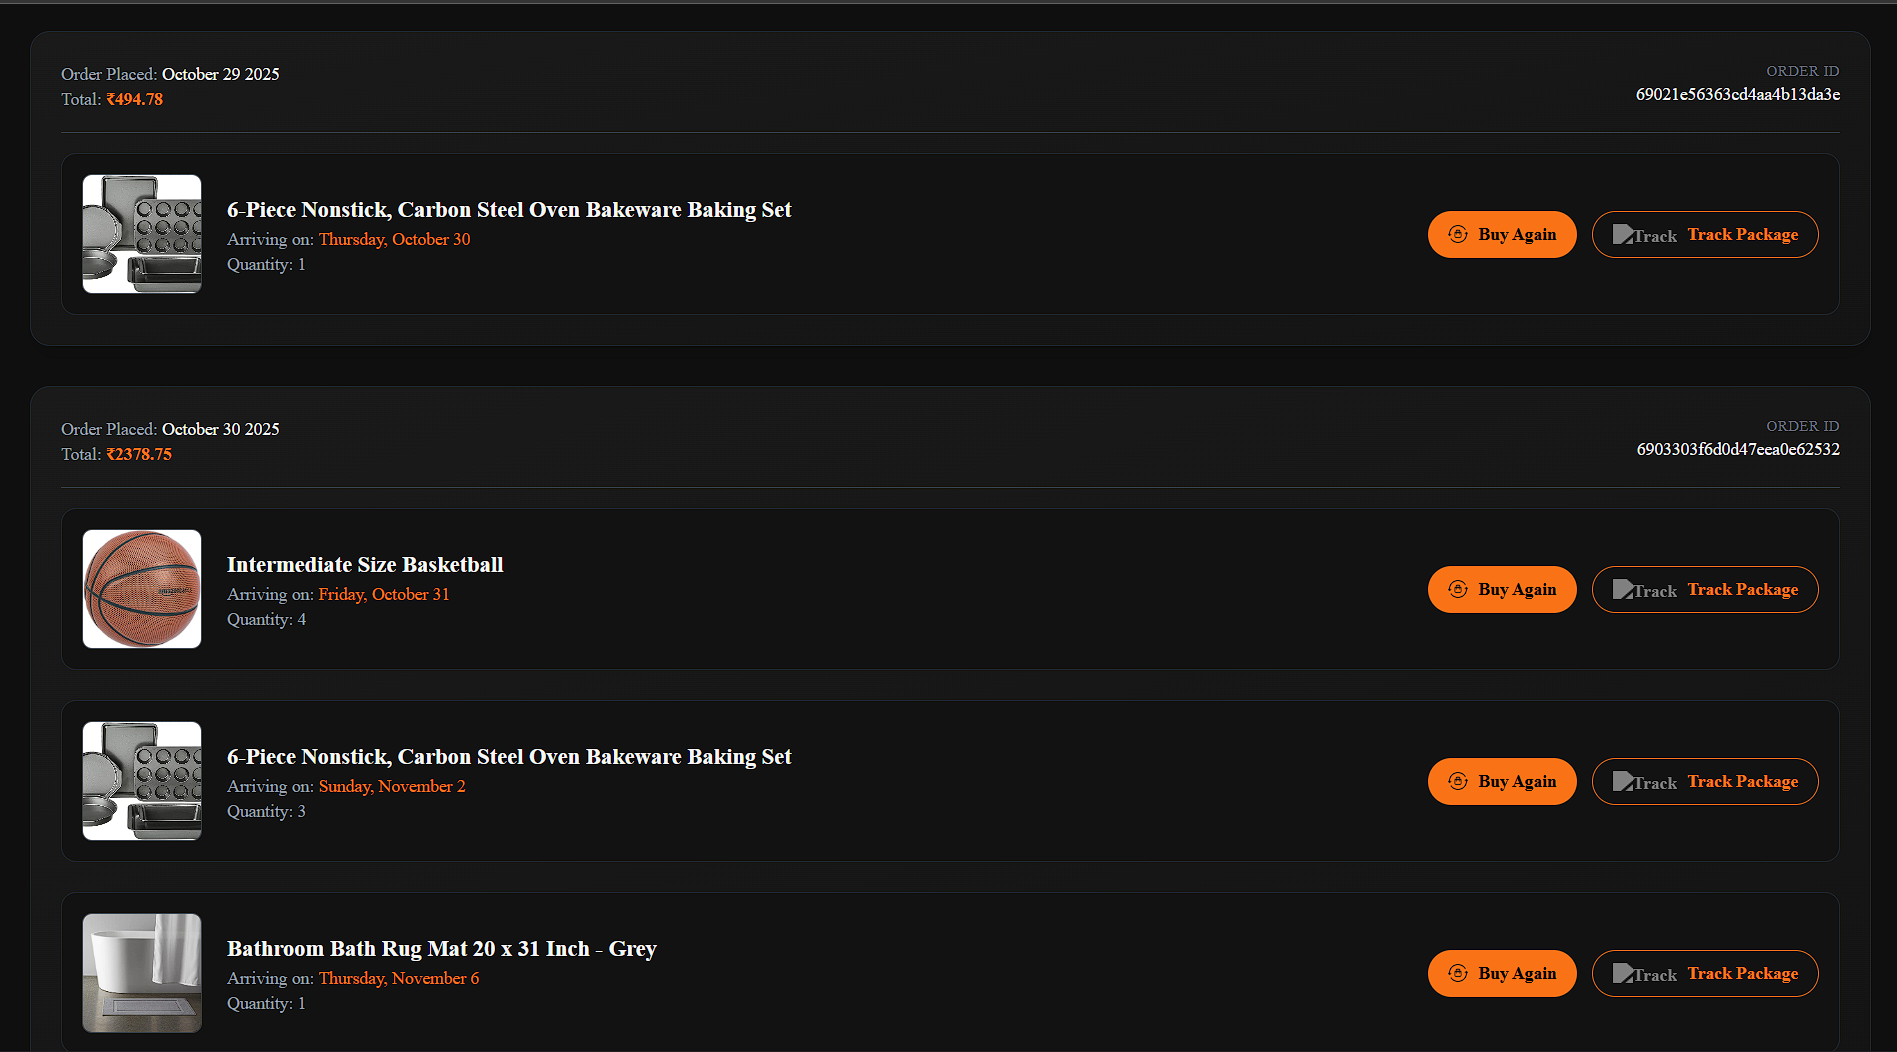 Order Placed: October 29 2025
Total: ₹494.78
ORDER ID
69021e56363cd4aa4b13da3e
6-Piece Nonstick, Carbon Steel Oven Bakeware Baking Set
Arriving on: Thursday, October 30
Quantity: 1
Buy Again
Track Track Package
Order Placed: October 30 2025
Total: ₹2378.75
ORDER ID
6903303f6d0d47eea0e62532
Intermediate Size Basketball
Arriving on: Friday, October 31
Quantity: 4
Buy Again
Track Track Package
6-Piece Nonstick, Carbon Steel Oven Bakeware Baking Set
Arriving on: Sunday, November 2
Quantity: 3
Buy Again
Track Track Package
Bathroom Bath Rug Mat 20 x 31 Inch - Grey
Arriving on: Thursday, November 6
Quantity: 1
Buy Again
Track Track Package